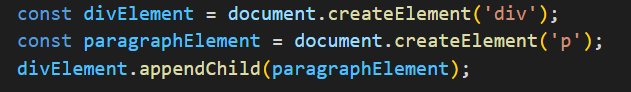 const divElement = document.createElement('div');
const paragraphElement = document.createElement('p');
divElement.appendChild(paragraphElement);